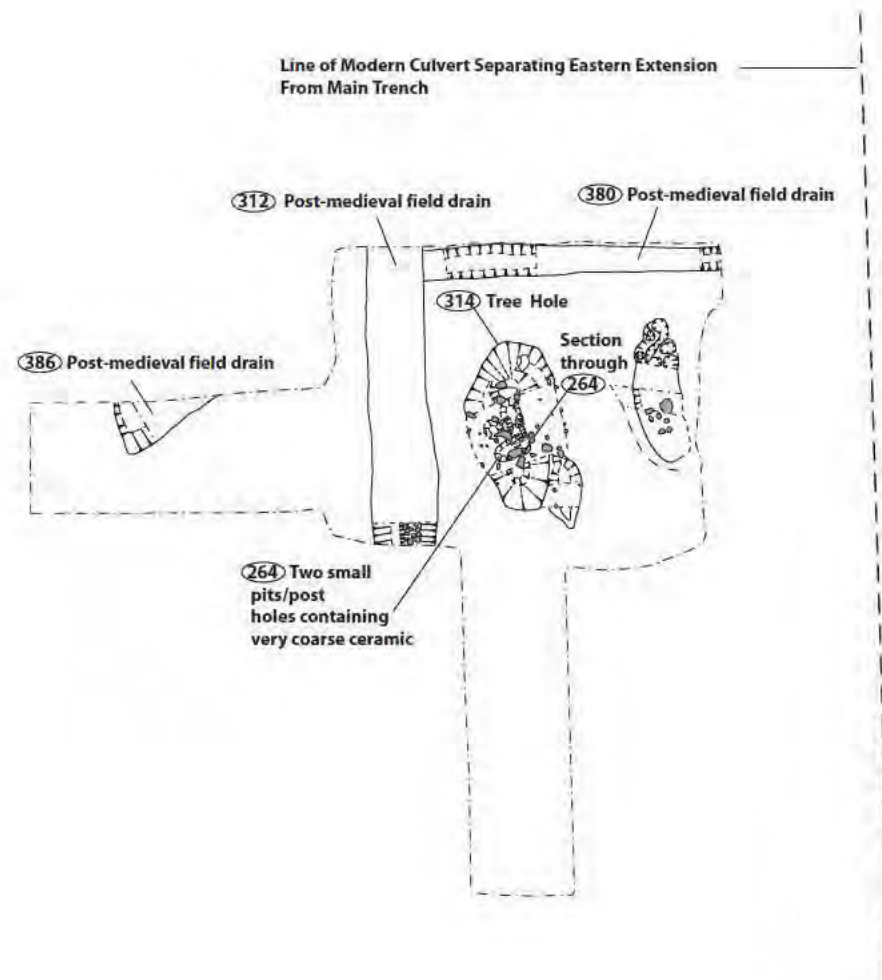 Line of Modern Culvert Separating Eastern Extension
From Main Trench
312 Post-medieval field drain
380 Post-medieval field drain
314 Tree Hole
Section
through
264
386 Post-medieval field drain
264 Two small
pits/post
holes containing
very coarse ceramic